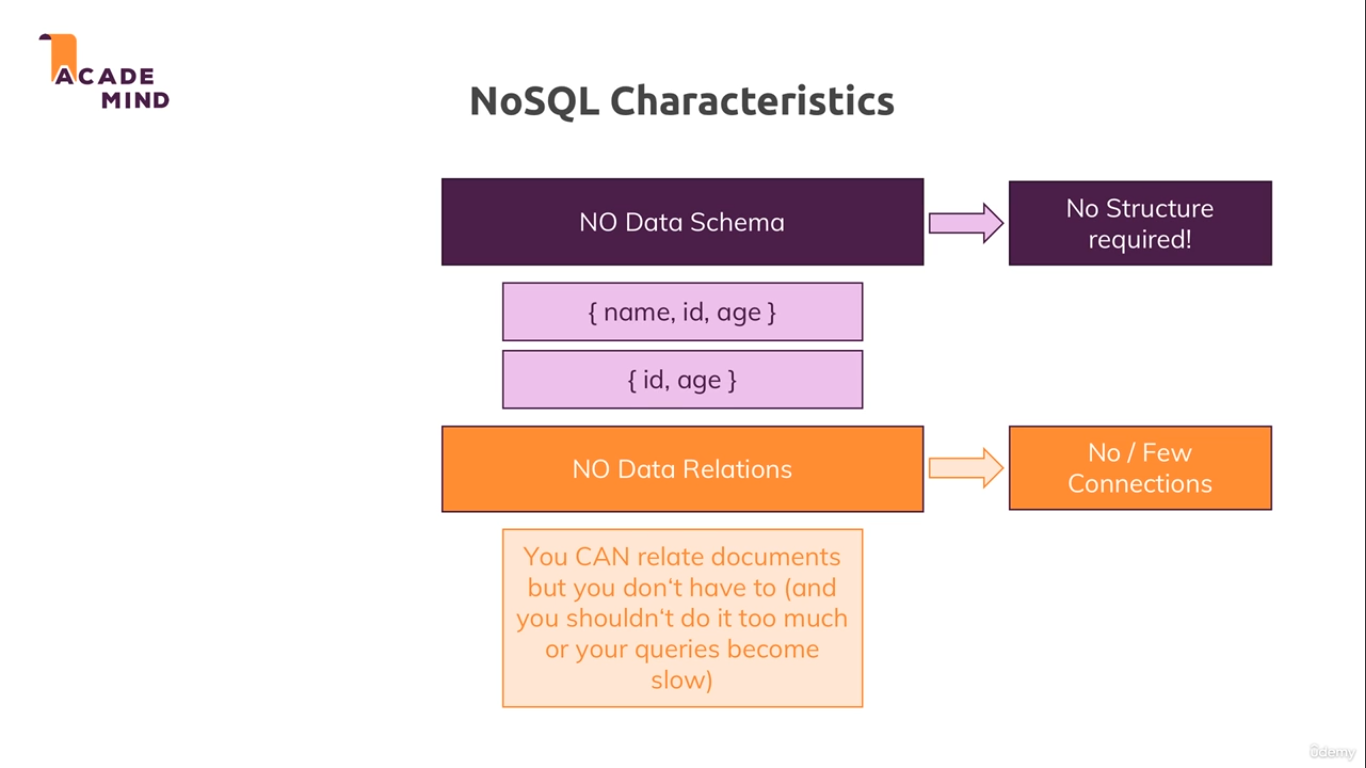 ACADE
MIND
NoSQL Characteristics
NO Data Schema
No Structure
required!
{ name, id, age }
{ id, age }
NO Data Relations
No / Few
Connections
You CAN relate documents
but you don‘t have to (and
you shouldn‘t do it too much
or your queries become
slow)
ûdemy